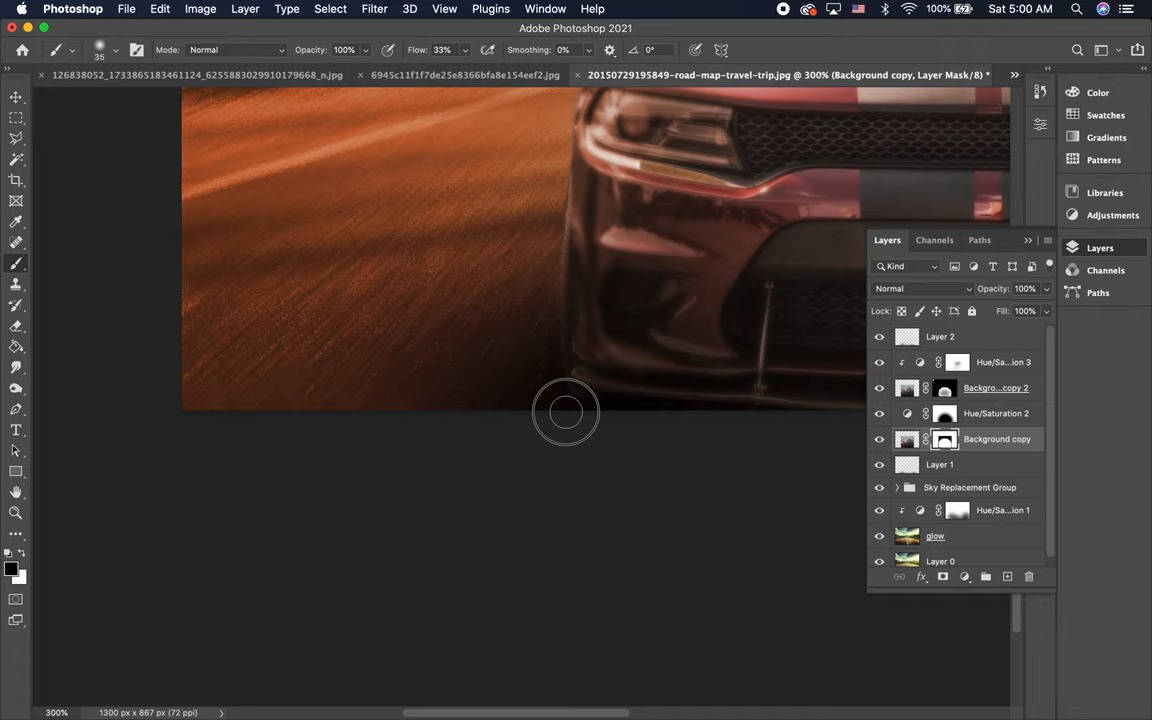 Photoshop File Edit Image Layer Type Select Filter 3D View Plugins Window Help 100% Sat 5:00 AM
Adobe Photoshop 2021
35 Mode: Normal Opacity: 100% Flow: 33% Smoothing: 0% 0°
126838052_1733865183461124_6255883029910179668_n.jpg 6945c11f1f7de25e8366bfa8e154eef2.jpg 20150729195849-road-map-travel-trip.jpg @ 300% (Background copy, Layer Mask/8) *
Color
Swatches
Gradients
Patterns
Libraries
Adjustments
Layers
Channels
Paths
Layers Channels Paths
Kind
Normal Opacity: 100%
Lock: Fill: 100%
Layer 2
Hue/Sa...ion 3
Backgro...copy 2
Hue/Saturation 2
Background copy
Layer 1
Sky Replacement Group
Hue/Sa...ion 1
glow
Layer 0
fx
300% 1300 px x 867 px (72 ppi)